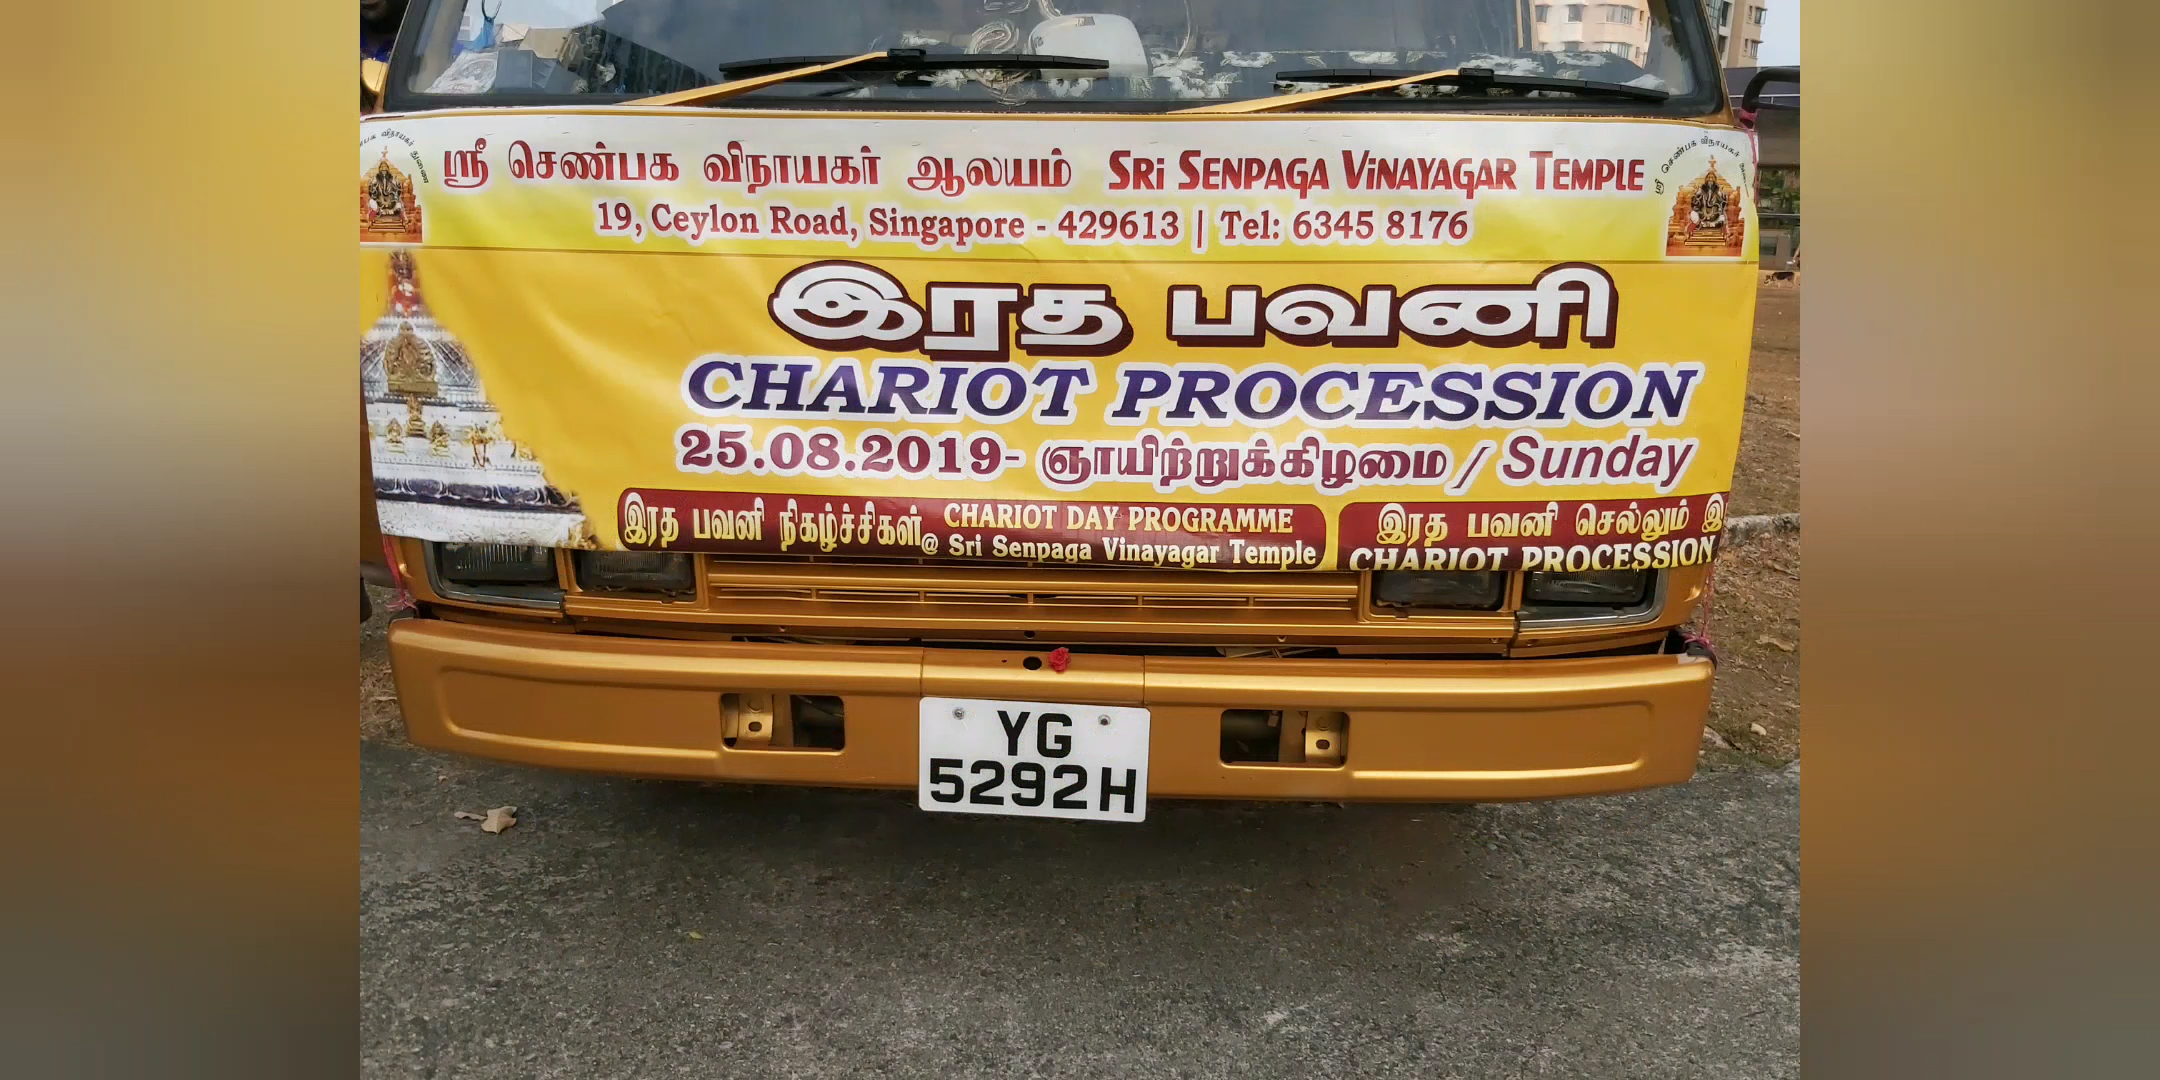 ஸ்ரீ செண்பக விநாயகர் ஆலயம் SRI SENPAGA VINAYAGAR TEMPLE
19, Ceylon Road, Singapore - 429613 | Tel: 6345 8176
இரத பவனி
CHARIOT PROCESSION
25.08.2019- ஞாயிற்றுக்கிழமை / Sunday
இரத பவனி நிகழ்ச்சிகள் CHARIOT DAY PROGRAMME
@ Sri Senpaga Vinayagar Temple
இரத பவனி செல்லும்
CHARIOT PROCESSION
YG
5292H